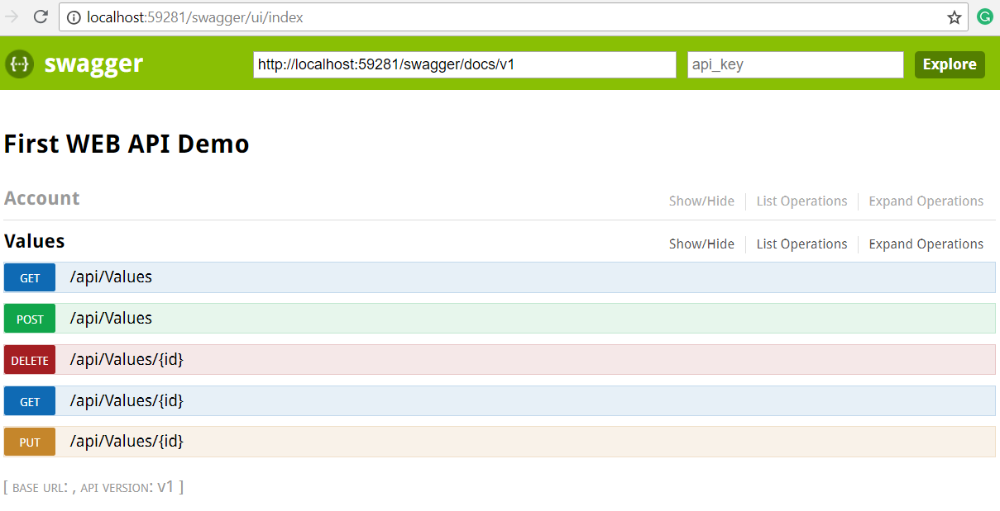 localhost:59281/swagger/ui/index
{···} swagger http://localhost:59281/swagger/docs/v1 api_key Explore
First WEB API Demo
Account Show/Hide List Operations Expand Operations
Values Show/Hide List Operations Expand Operations
GET /api/Values
POST /api/Values
DELETE /api/Values/{id}
GET /api/Values/{id}
PUT /api/Values/{id}
[ BASE URL: , API VERSION: V1 ]